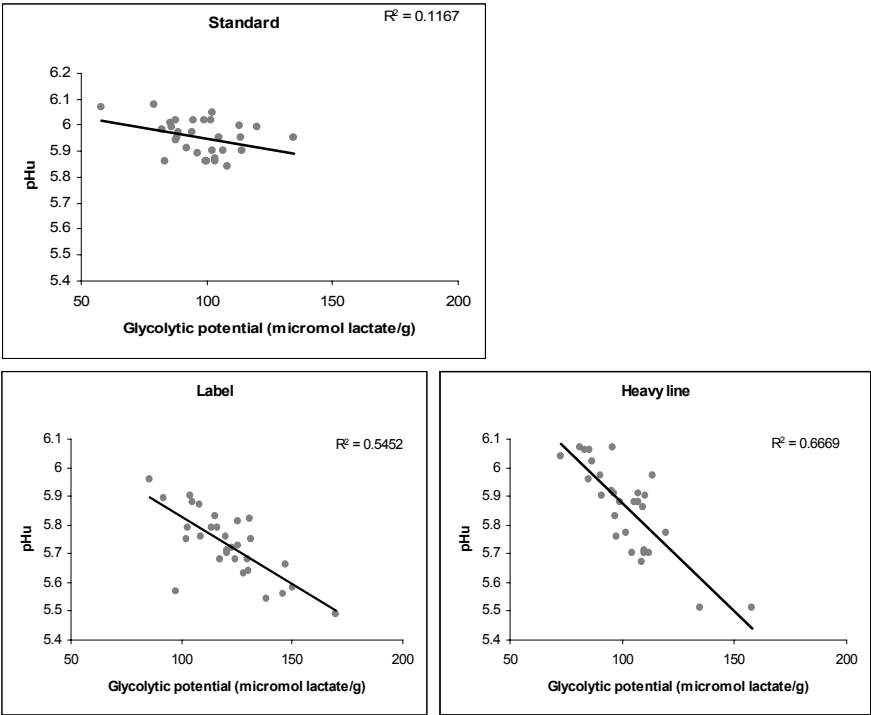 Standard
R² = 0.1167
6.2
6.1
6
5.9
5.8
5.7
5.6
5.5
5.4
pHu
50 100 150 200
Glycolytic potential (micromol lactate/g)
Label
R² = 0.5452
6.1
6
5.9
5.8
5.7
5.6
5.5
5.4
pHu
50 100 150 200
Glycolytic potential (micromol lactate/g)
Heavy line
R² = 0.6669
6.1
6
5.9
5.8
5.7
5.6
5.5
5.4
pHu
50 100 150 200
Glycolytic potential (micromol lactate/g)